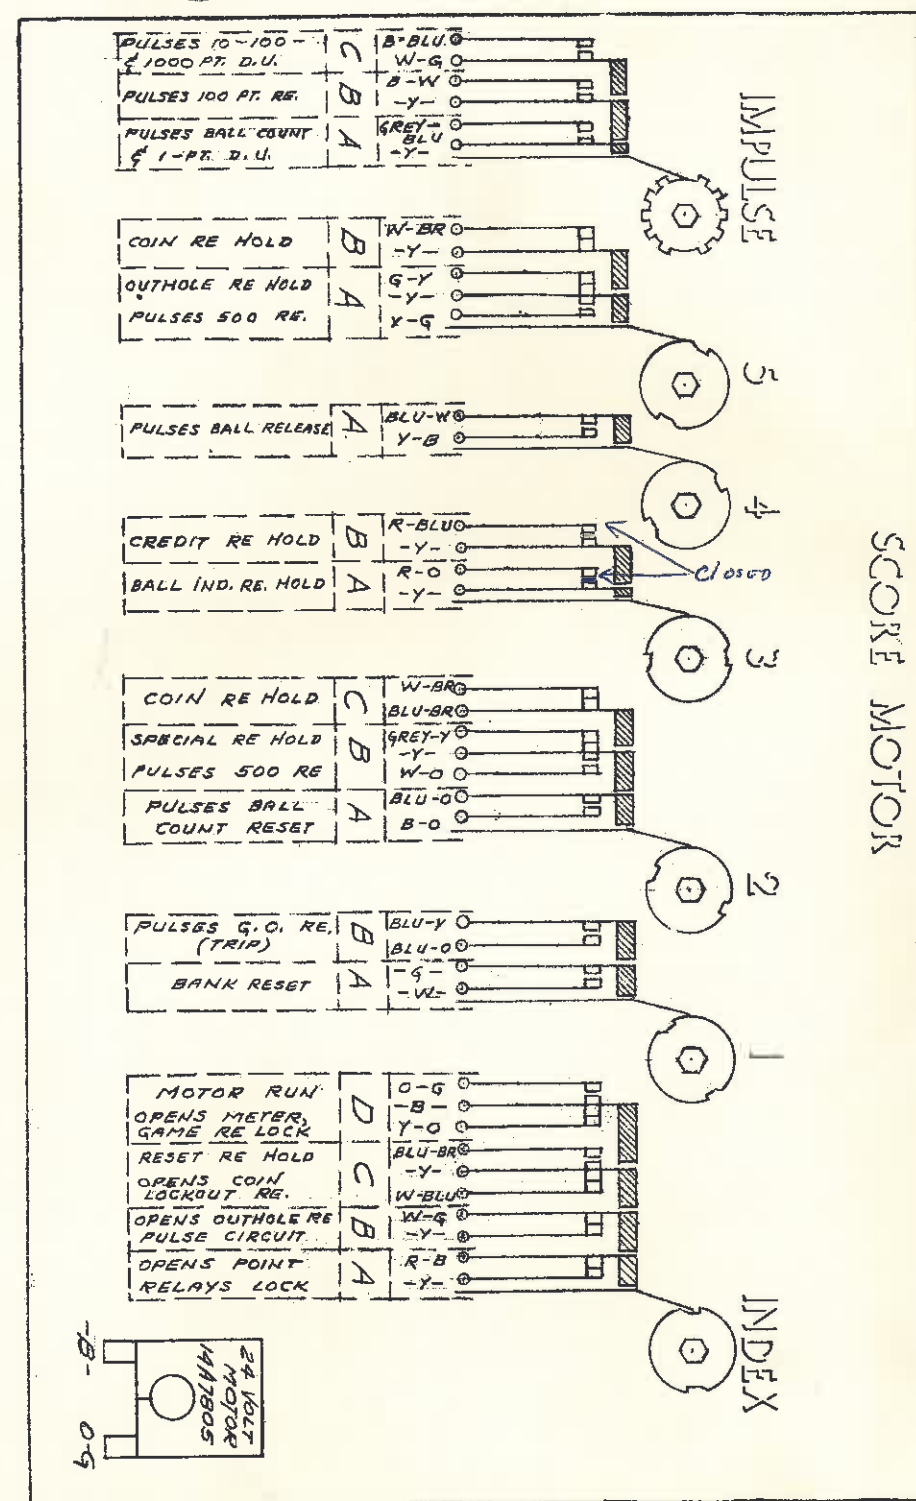 SCORE MOTOR
IMPULSE
PULSES 10-100-
& 1000 PT. D.U.
C
B-BLU.
W-G
PULSES 100 PT. RE.
B
B-W
-Y-
PULSES BALL COUNT
& 1-PT. D.U.
A
GREY-
BLU
-Y-
5
COIN RE HOLD
B
W-BR
-Y-
OUTHOLE RE HOLD
PULSES 500 RE.
A
G-Y
-Y-
Y-G
4
PULSES BALL RELEASE
A
BLU-W
Y-B
3
CREDIT RE HOLD
B
R-BLU
-Y-
BALL IND. RE. HOLD
A
R-O
-Y-
CLOSED
2
COIN RE HOLD
C
W-BR
BLU-BR
SPECIAL RE HOLD
PULSES 500 RE
B
GREY-Y
-Y-
W-O
PULSES BALL
COUNT RESET
A
BLU-O
B-O
1
PULSES G.O. RE.
(TRIP)
B
BLU-Y
BLU-O
BANK RESET
A
-G-
-W-
INDEX
MOTOR RUN
OPENS METER,
GAME RE LOCK
D
O-G
-B-
Y-O
RESET RE HOLD
OPENS COIN
LOCKOUT RE.
C
BLU-BR
-Y-
W-BLU
OPENS OUTHOLE RE
PULSE CIRCUIT
B
W-G
-Y-
OPENS POINT
RELAYS LOCK
A
R-B
-Y-
24 VOLT
MOTOR
14A7805
-B-
O-G